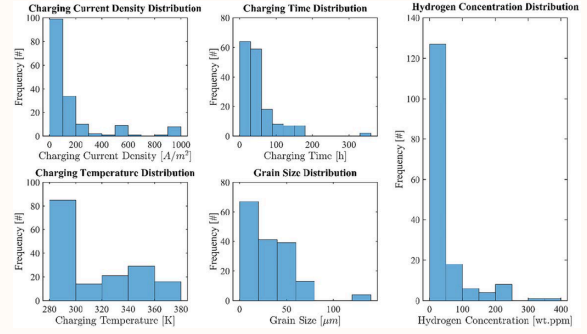 Charging Current Density Distribution
Frequency [#]
100
80
60
40
20
0
0 200 400 600 800 1000
Charging Current Density [A/m²]
Charging Time Distribution
Frequency [#]
80
60
40
20
0
0 100 200 300
Charging Time [h]
Hydrogen Concentration Distribution
Frequency [#]
140
120
100
80
60
40
20
0
0 100 200 300 400
Hydrogen Concentration [wt.ppm]
Charging Temperature Distribution
Frequency [#]
100
80
60
40
20
0
280 300 320 340 360 380
Charging Temperature [K]
Grain Size Distribution
Frequency [#]
80
60
40
20
0
0 50 100
Grain Size [μm]